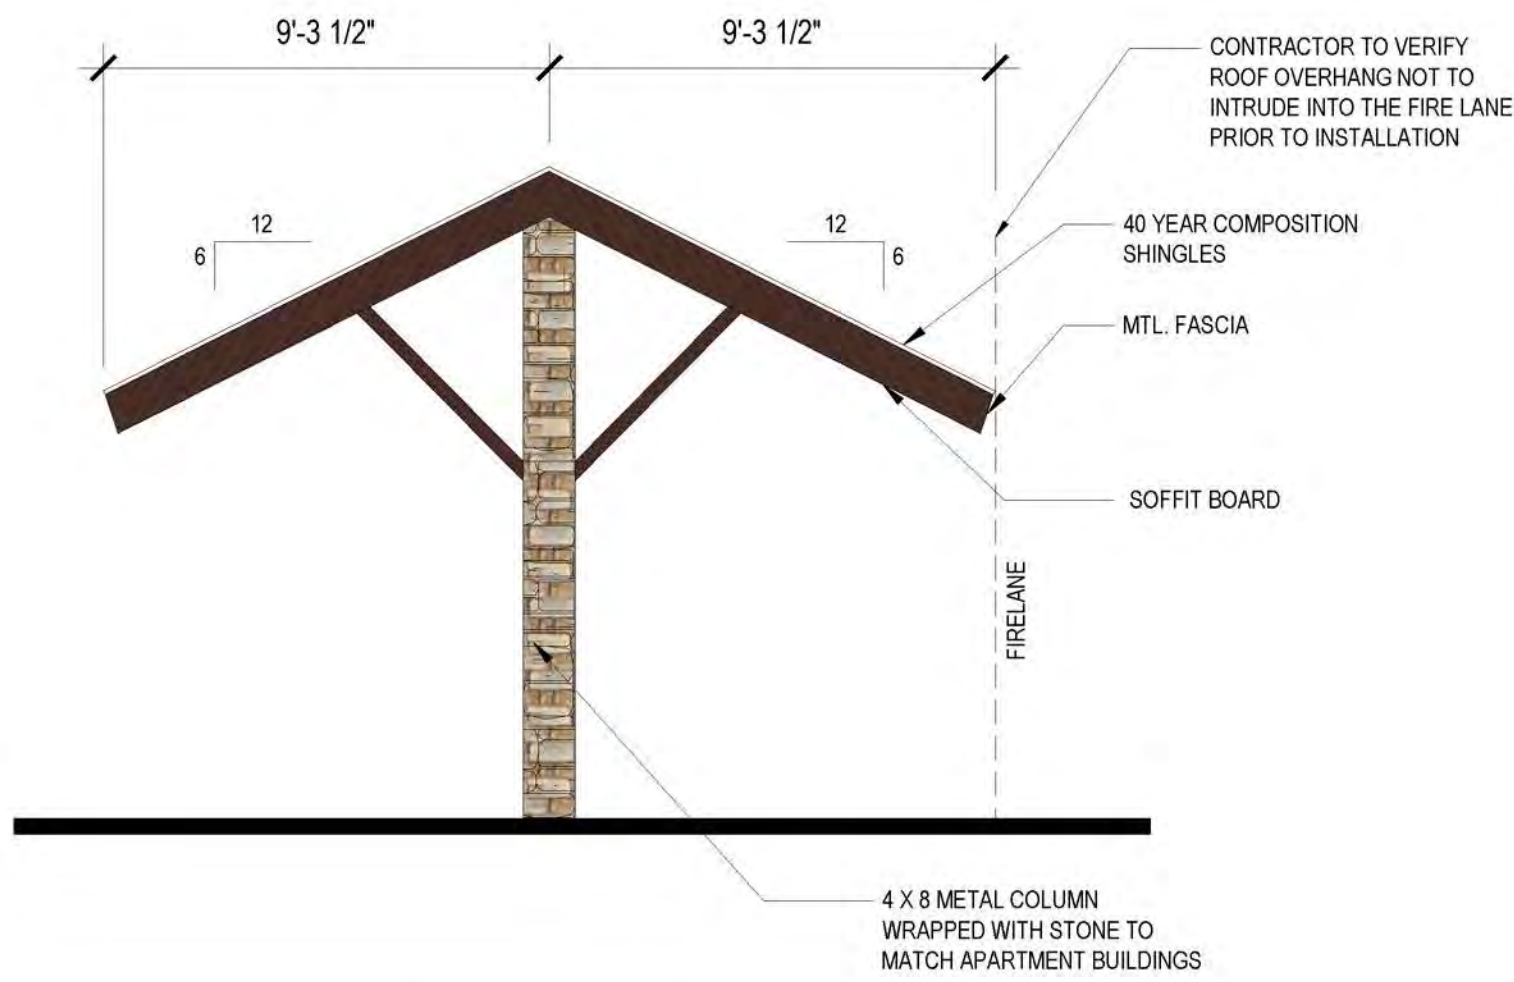 9'-3 1/2"
9'-3 1/2"
CONTRACTOR TO VERIFY
ROOF OVERHANG NOT TO
INTRUDE INTO THE FIRE LANE
PRIOR TO INSTALLATION
12
6
12
6
40 YEAR COMPOSITION
SHINGLES
MTL. FASCIA
SOFFIT BOARD
FIRELANE
4 X 8 METAL COLUMN
WRAPPED WITH STONE TO
MATCH APARTMENT BUILDINGS